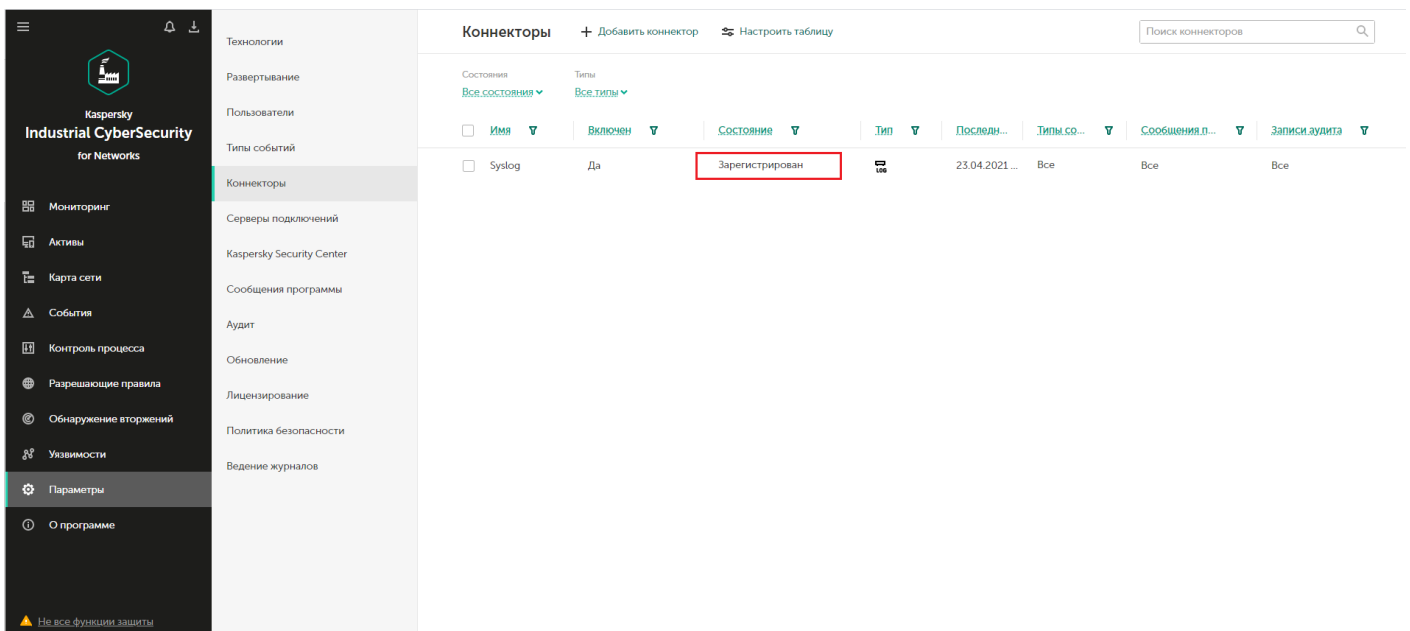 Kaspersky
Industrial CyberSecurity
for Networks
Мониторинг
Активы
Карта сети
События
Контроль процесса
Разрешающие правила
Обнаружение вторжений
Уязвимости
Параметры
О программе
Не все функции защиты
Технологии
Развертывание
Пользователи
Типы событий
Коннекторы
Серверы подключений
Kaspersky Security Center
Сообщения программы
Аудит
Обновление
Лицензирование
Политика безопасности
Ведение журналов
Коннекторы + Добавить коннектор Настроить таблицу Поиск коннекторов
Состояния Типы
Все состояния Все типы
Имя Включен Состояние Тип Последн... Типы со... Сообщения п... Записи аудита
Syslog Да Зарегистрирован LOG 23.04.2021 ... Все Все Все